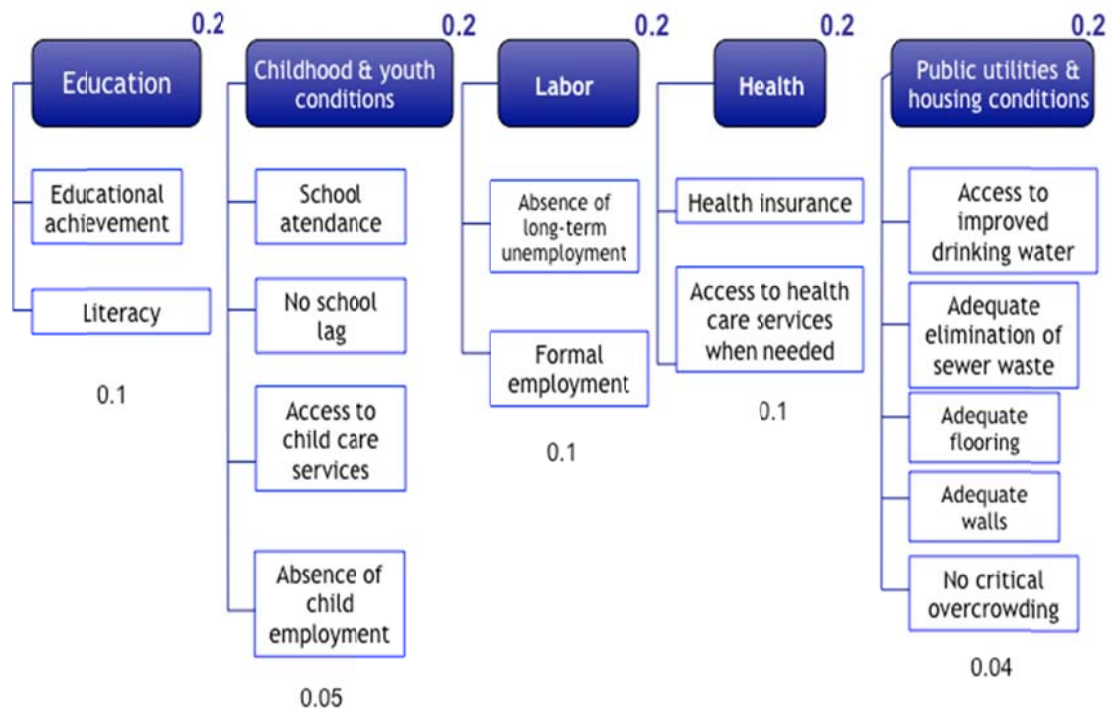 0.2
Education
Educational
achievement
Literacy
0.1
0.2
Childhood & youth
conditions
School
atendance
No school
lag
Access to
child care
services
Absence of
child
employment
0.05
0.2
Labor
Absence of
long-term
unemployment
Formal
employment
0.1
0.2
Health
Health insurance
Access to health
care services
when needed
0.1
0.2
Public utilities &
housing conditions
Access to
improved
drinking water
Adequate
elimination of
sewer waste
Adequate
flooring
Adequate
walls
No critical
overcrowding
0.04